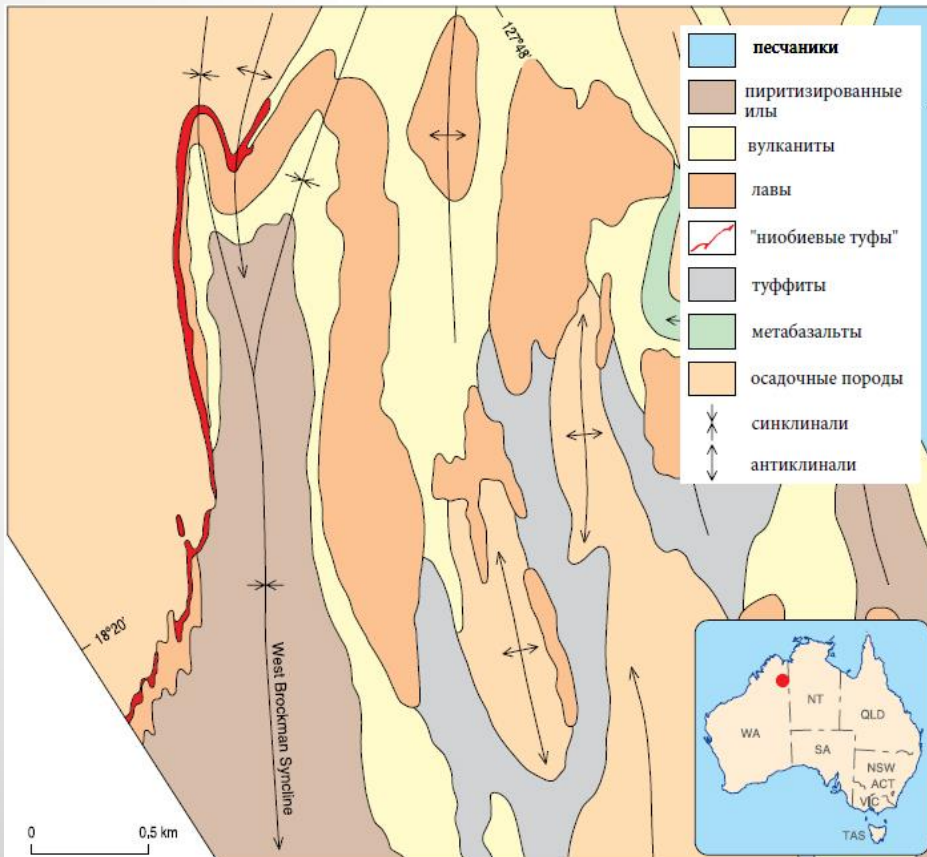 127°48'
песчаники
пиритизированные
илы
вулканиты
лавы
"ниобиевые туфы"
туффиты
метабазальты
осадочные породы
синклинали
антиклинали
18°20'
West Brockman Syncline
0 0,5 km
WA
NT
QLD
SA
NSW
ACT
VIC
TAS